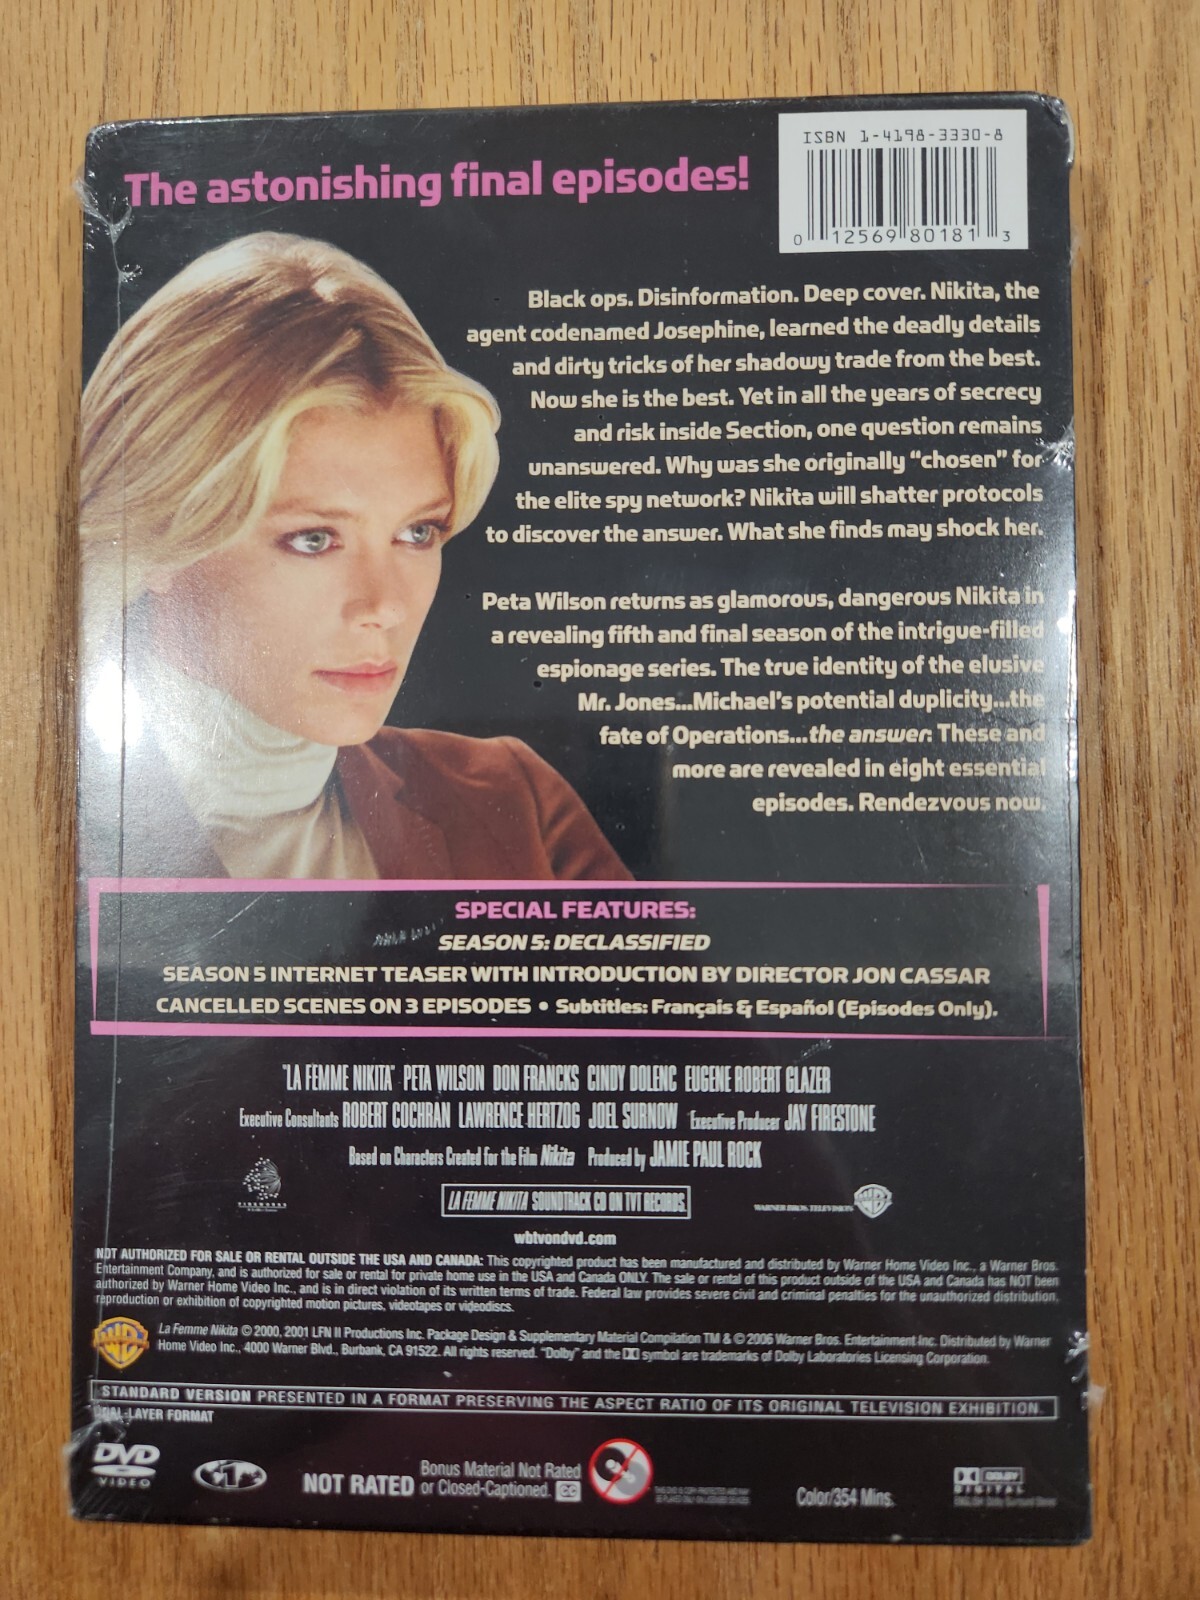 ISBN 1-4198-3330-8
The astonishing final episodes!
0 12569 80181 3
Black ops. Disinformation. Deep cover. Nikita, the
agent codenamed Josephine, learned the deadly details
and dirty tricks of her shadowy trade from the best.
Now she is the best. Yet in all the years of secrecy
and risk inside Section, one question remains
unanswered. Why was she originally “chosen” for
the elite spy network? Nikita will shatter protocols
to discover the answer. What she finds may shock her.
Peta Wilson returns as glamorous, dangerous Nikita in
a revealing fifth and final season of the intrigue-filled
espionage series. The true identity of the elusive
Mr. Jones...Michael's potential duplicity...the
fate of Operations...the answer: These and
more are revealed in eight essential
episodes. Rendezvous now.
SPECIAL FEATURES:
SEASON 5: DECLASSIFIED
SEASON 5 INTERNET TEASER WITH INTRODUCTION BY DIRECTOR JON CASSAR
CANCELLED SCENES ON 3 EPISODES • Subtitles: Français & Español (Episodes Only).
"LA FEMME NIKITA" PETA WILSON DON FRANCKS CINDY DOLENC EUGENE ROBERT GLAZER
Executive Consultants ROBERT COCHRAN LAWRENCE HERTZOG JOEL SURNOW Executive Producer JAY FIRESTONE
Based on Characters Created for the Film Nikita Produced by JAMIE PAUL ROCK
LA FEMME NIKITA SOUNDTRACK CD ON TVT RECORDS.
WARNER BROS. TELEVISION WB
wbtvondvd.com
NOT AUTHORIZED FOR SALE OR RENTAL OUTSIDE THE USA AND CANADA: This copyrighted product has been manufactured and distributed by Warner Home Video Inc., a Warner Bros.
Entertainment Company, and is authorized for sale or rental for private home use in the USA and Canada ONLY. The sale or rental of this product outside of the USA and Canada has NOT been
authorized by Warner Home Video Inc., and is in direct violation of its written terms of trade. Federal law provides severe civil and criminal penalties for the unauthorized distribution,
reproduction or exhibition of copyrighted motion pictures, videotapes or videodiscs.
WB
La Femme Nikita © 2000, 2001 LFN II Productions Inc. Package Design & Supplementary Material Compilation TM & © 2006 Warner Bros. Entertainment Inc. Distributed by Warner
Home Video Inc., 4000 Warner Blvd., Burbank, CA 91522. All rights reserved. "Dolby" and the DD symbol are trademarks of Dolby Laboratories Licensing Corporation.
STANDARD VERSION PRESENTED IN A FORMAT PRESERVING THE ASPECT RATIO OF ITS ORIGINAL TELEVISION EXHIBITION.
DUAL-LAYER FORMAT
DVD
VIDEO
1
NOT RATED
Bonus Material Not Rated
or Closed-Captioned. CC
Color/354 Mins.
DOLBY
DIGITAL